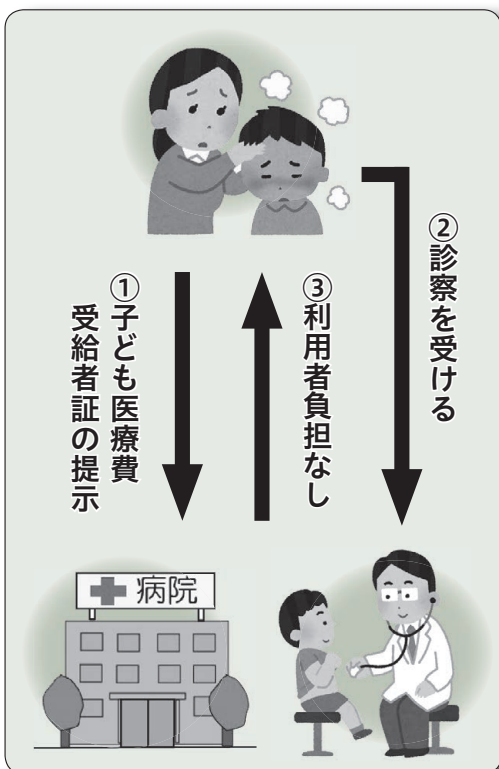 ①子ども医療費
受給者証の提示
③利用者負担なし
②診察を受ける
病院